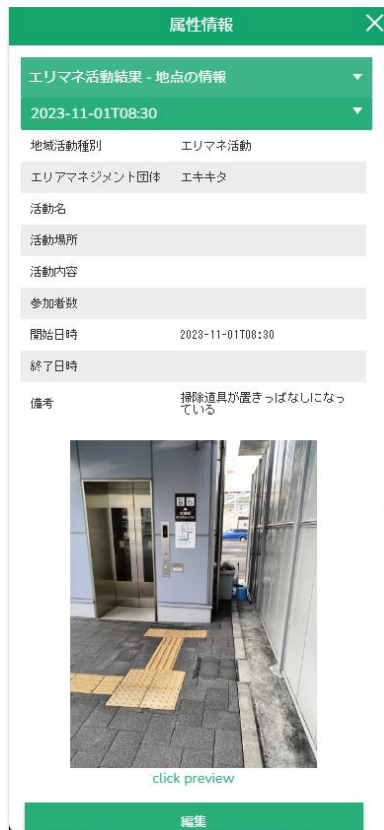 属性情報
エリマネ活動結果 - 地点の情報
2023-11-01T08:30
地域活動種別 エリマネ活動
エリアマネジメント団体 エキキタ
活動名
活動場所
活動内容
参加者数
開始日時 2023-11-01T08:30
終了日時
備考 掃除道具が置きっぱなしになっ
ている
click preview
編集